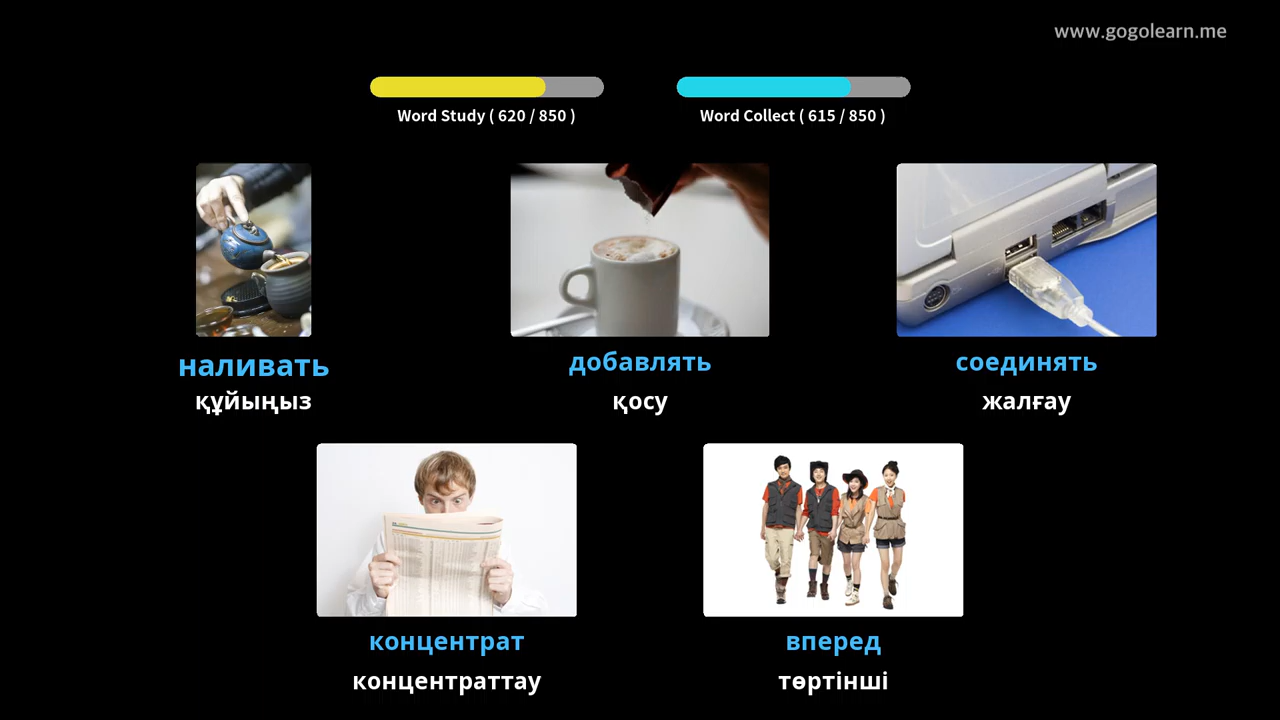 www.gogolearn.me
Word Study ( 620 / 850 )
Word Collect ( 615 / 850 )
наливать
құйыңыз
добавлять
қосу
соединять
жалғау
концентрат
концентраттау
вперед
төртінші